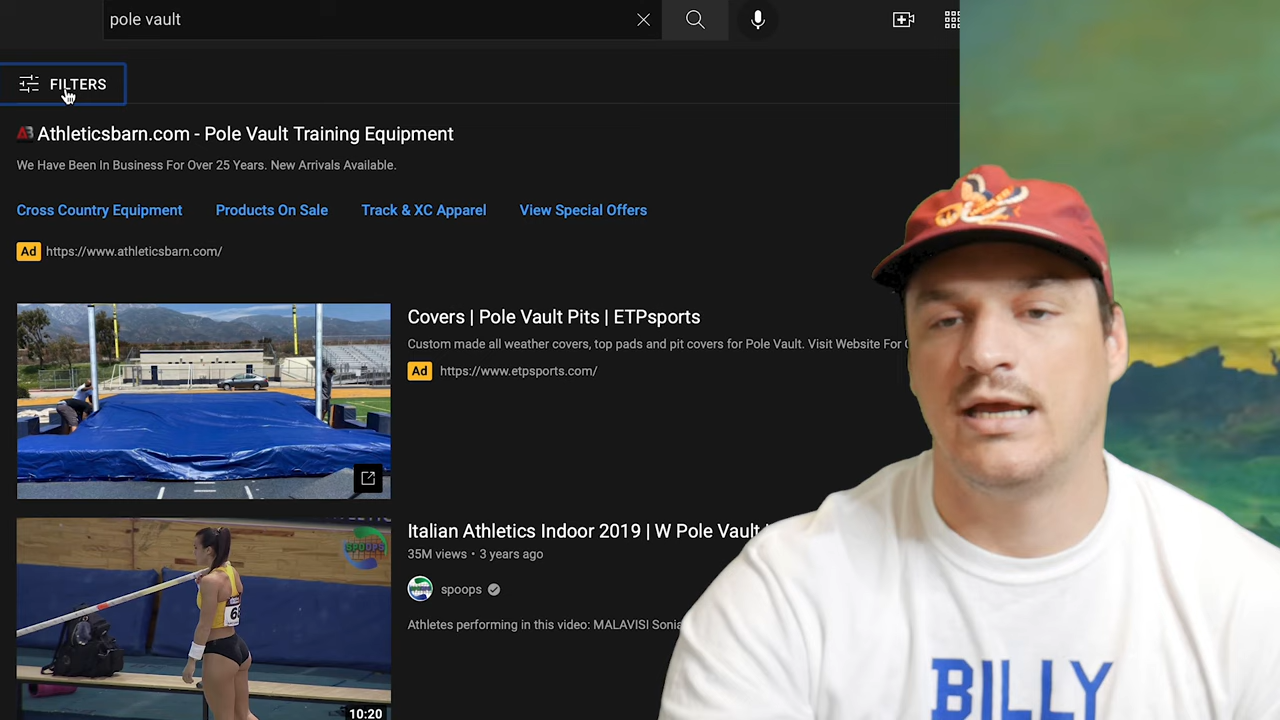 pole vault
FILTERS
Athleticsbarn.com - Pole Vault Training Equipment
We Have Been In Business For Over 25 Years. New Arrivals Available.
Cross Country Equipment Products On Sale Track & XC Apparel View Special Offers
Ad https://www.athleticsbarn.com/
Covers | Pole Vault Pits | ETPsports
Custom made all weather covers, top pads and pit covers for Pole Vault. Visit Website For
Ad https://www.etpsports.com/
SPOOPS
Italian Athletics Indoor 2019 | W Pole Vault
35M views • 3 years ago
spoops
Athletes performing in this video: MALAVISI Sonia
10:20
BILLY